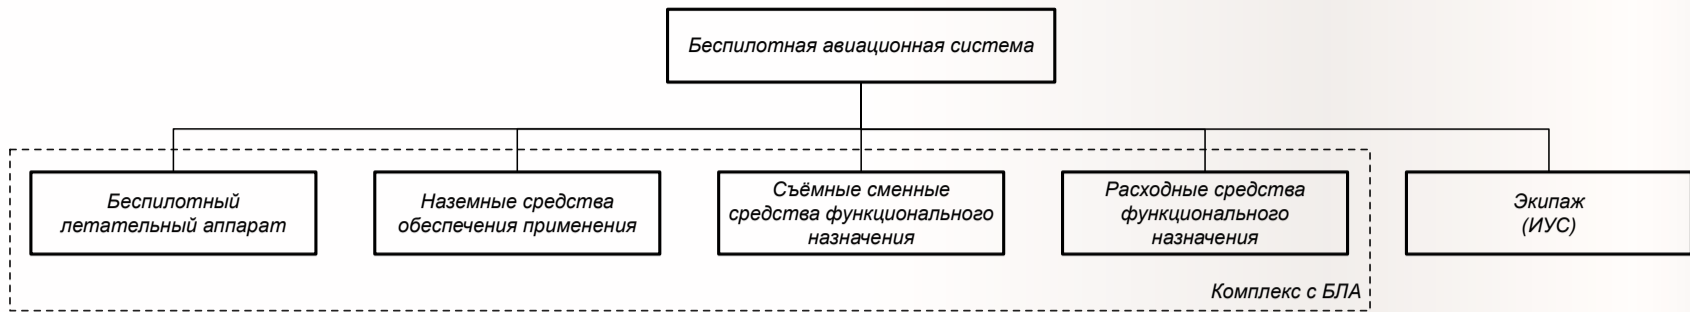 Беспилотная авиационная система
Беспилотный
летательный аппарат
Наземные средства
обеспечения применения
Съёмные сменные
средства функционального
назначения
Расходные средства
функционального
назначения
Экипаж
(ИУС)
Комплекс с БЛА